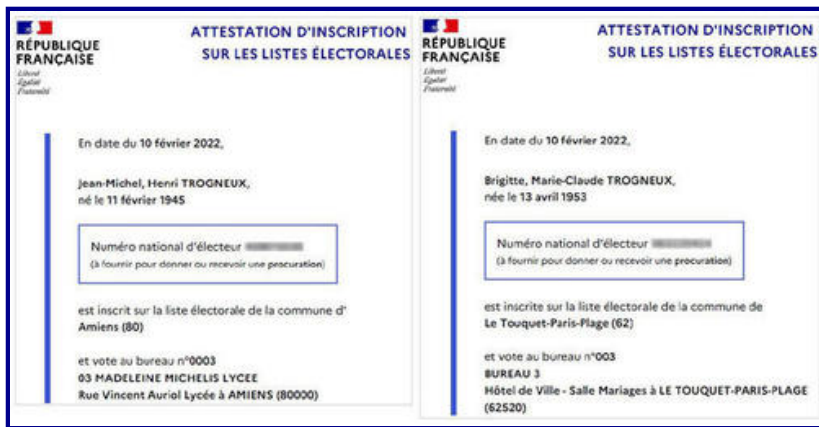 RÉPUBLIQUE
FRANÇAISE
Liberté
Égalité
Fraternité
ATTESTATION D'INSCRIPTION
SUR LES LISTES ÉLECTORALES
En date du 10 février 2022,
Jean-Michel, Henri TROGNEUX,
né le 11 février 1945
Numéro national d'électeur
(à fournir pour donner ou recevoir une procuration)
est inscrit sur la liste électorale de la commune d'
Amiens (80)
et vote au bureau n°0003
03 MADELEINE MICHELIS LYCEE
Rue Vincent Auriol Lycée à AMIENS (80000)
RÉPUBLIQUE
FRANÇAISE
Liberté
Égalité
Fraternité
ATTESTATION D'INSCRIPTION
SUR LES LISTES ÉLECTORALES
En date du 10 février 2022,
Brigitte, Marie-Claude TROGNEUX,
née le 13 avril 1953
Numéro national d'électeur
(à fournir pour donner ou recevoir une procuration)
est inscrite sur la liste électorale de la commune de
Le Touquet-Paris-Plage (62)
et vote au bureau n°003
BUREAU 3
Hôtel de Ville - Salle Mariages à LE TOUQUET-PARIS-PLAGE
(62520)